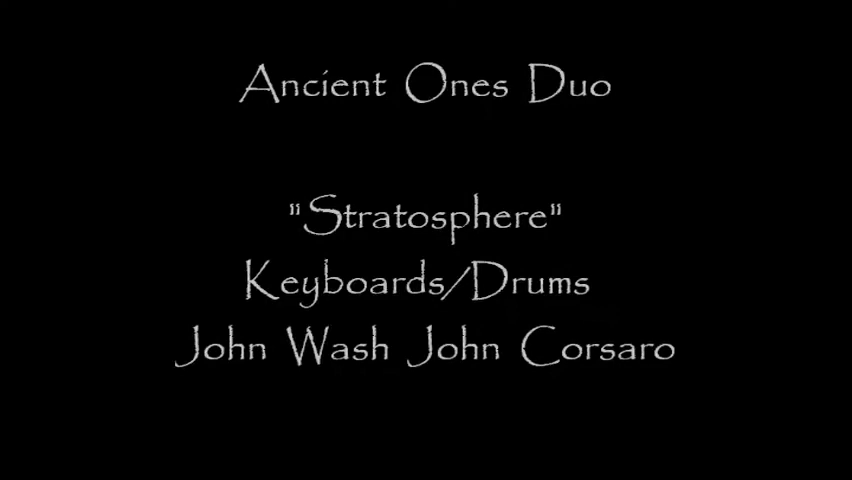 Ancient Ones Duo
"Stratosphere"
Keyboards/Drums
John Wash John Corsaro